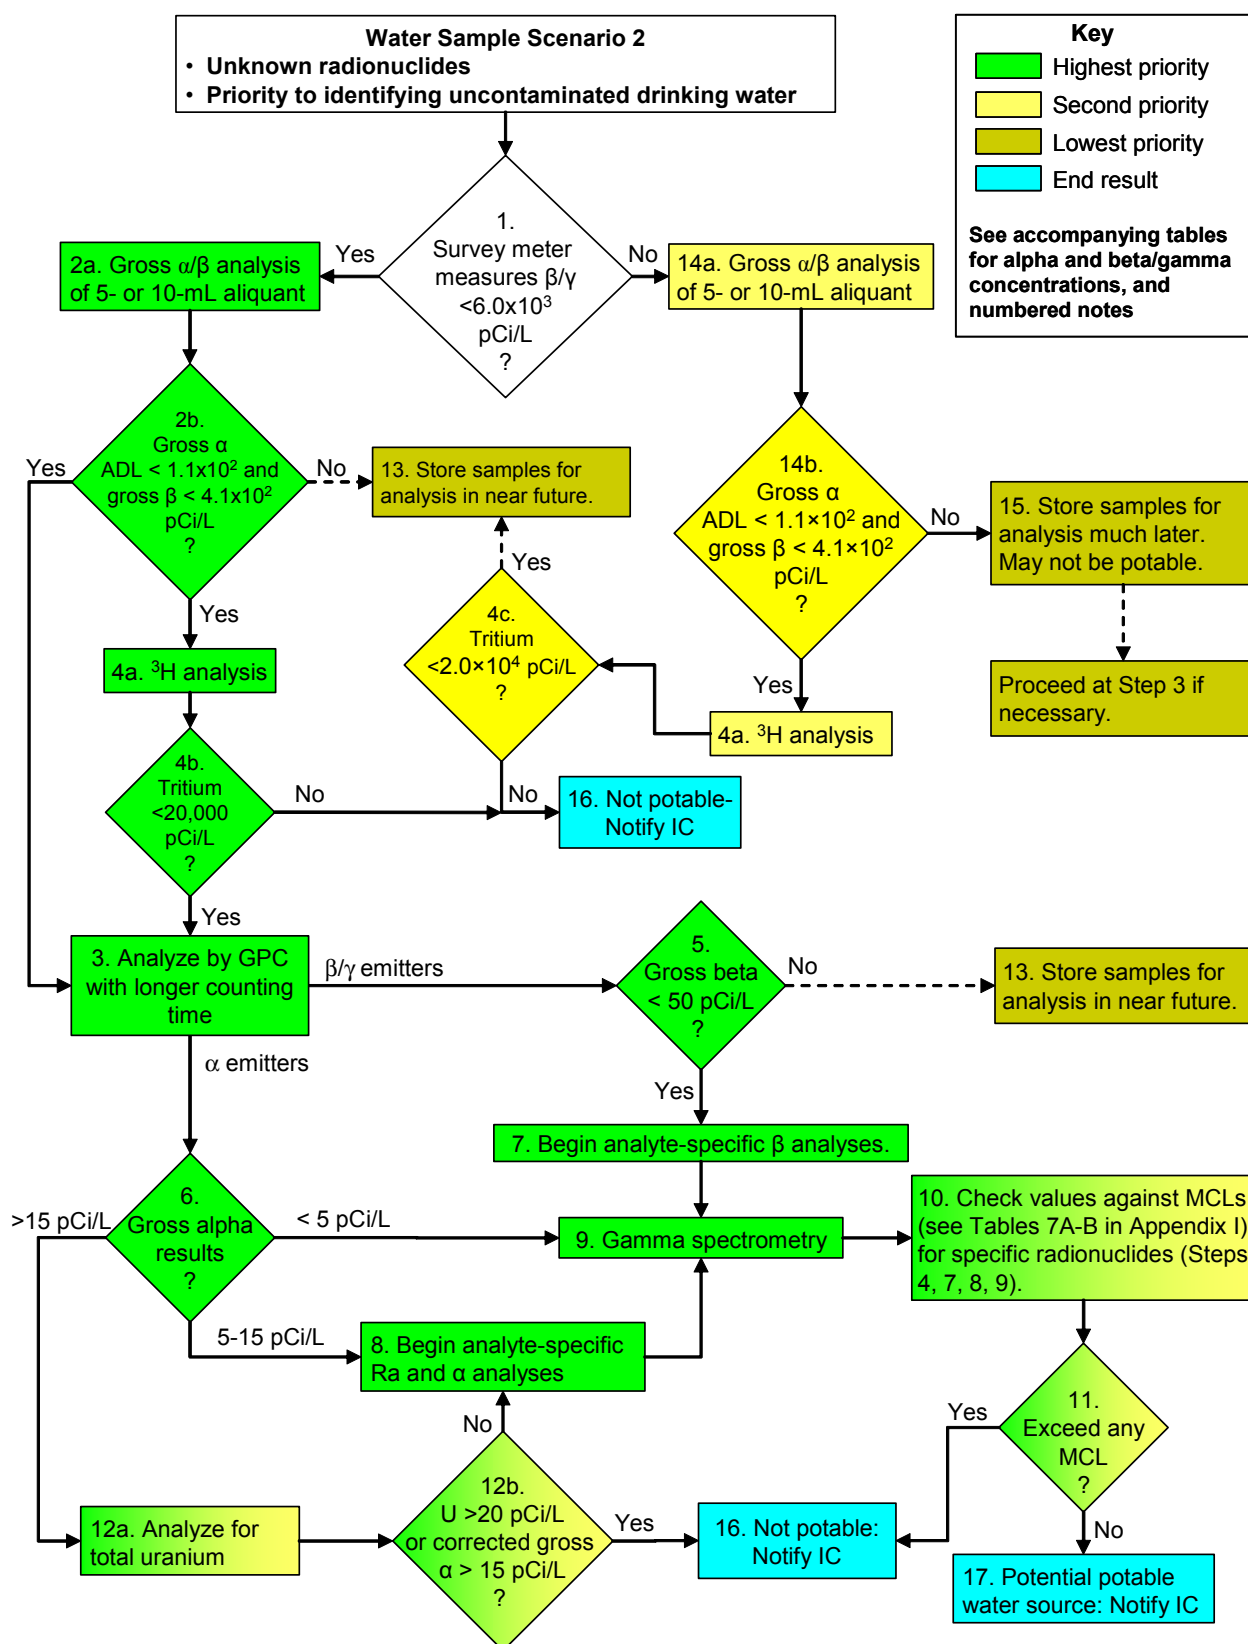 Water Sample Scenario 2
• Unknown radionuclides
• Priority to identifying uncontaminated drinking water
Key
Highest priority
Second priority
Lowest priority
End result
See accompanying tables
for alpha and beta/gamma
concentrations, and
numbered notes
1.
Survey meter
measures β/γ
<6.0x10³
pCi/L
?
Yes
No
2a. Gross α/β analysis
of 5- or 10-mL aliquant
14a. Gross α/β analysis
of 5- or 10-mL aliquant
2b.
Gross α
ADL < 1.1x10² and
gross β < 4.1x10²
pCi/L
?
Yes
No
Yes
13. Store samples for
analysis in near future.
14b.
Gross α
ADL < 1.1×10² and
gross β < 4.1×10²
pCi/L
?
No
Yes
15. Store samples for
analysis much later.
May not be potable.
Proceed at Step 3 if
necessary.
4a. ³H analysis
Yes
4c.
Tritium
<2.0×10⁴ pCi/L
?
No
4a. ³H analysis
4b.
Tritium
<20,000
pCi/L
?
No
Yes
16. Not potable-
Notify IC
3. Analyze by GPC
with longer counting
time
β/γ emitters
α emitters
5.
Gross beta
< 50 pCi/L
?
No
Yes
13. Store samples for
analysis in near future.
7. Begin analyte-specific β analyses.
6.
Gross alpha
results
?
>15 pCi/L
< 5 pCi/L
5-15 pCi/L
9. Gamma spectrometry
10. Check values against MCLs
(see Tables 7A-B in Appendix I)
for specific radionuclides (Steps
4, 7, 8, 9).
8. Begin analyte-specific
Ra and α analyses
11.
Exceed any
MCL
?
Yes
No
12a. Analyze for
total uranium
12b.
U >20 pCi/L
or corrected gross
α > 15 pCi/L
?
No
Yes
16. Not potable:
Notify IC
17. Potential potable
water source: Notify IC